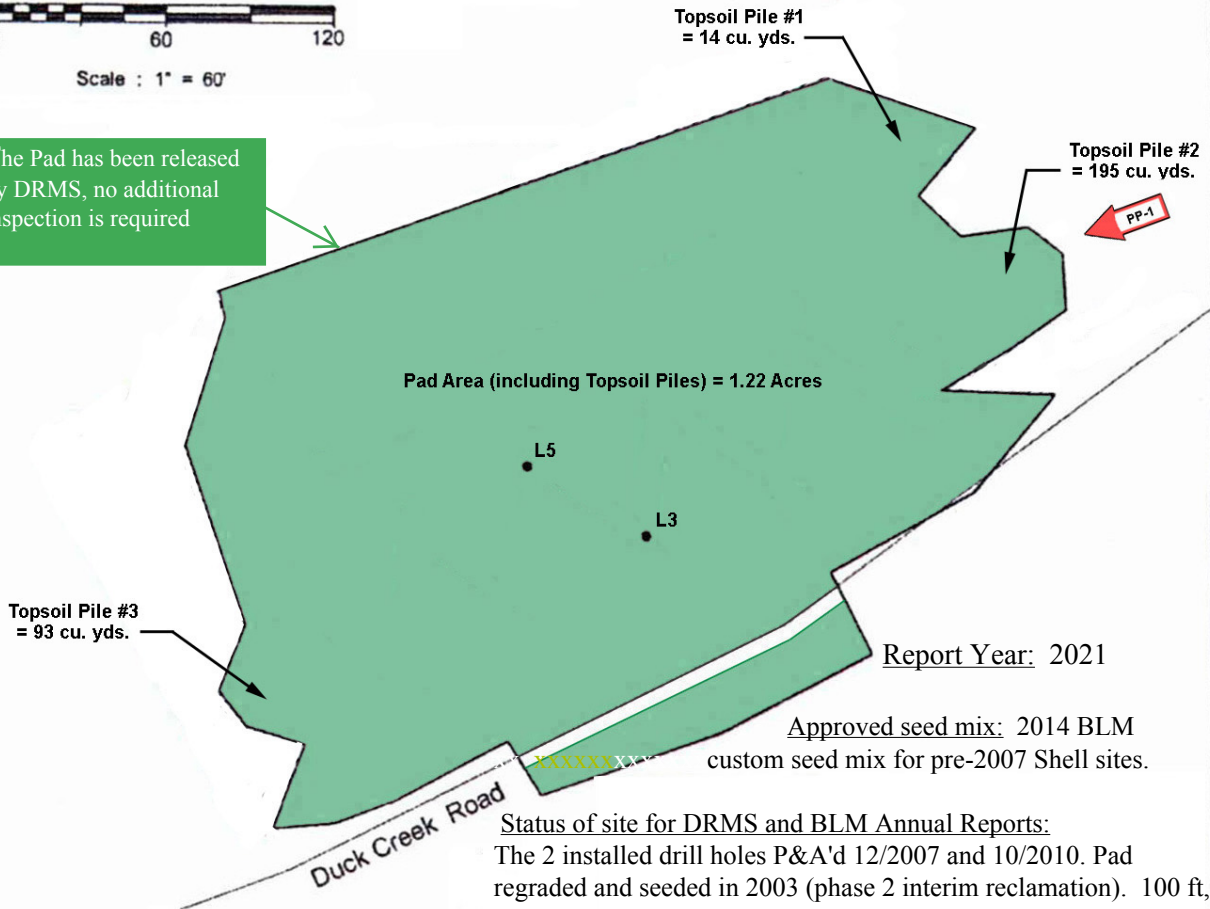 60
120
Scale : 1" = 60'
Topsoil Pile #1
= 14 cu. yds.
he Pad has been released
y DRMS, no additional
spection is required
Topsoil Pile #2
= 195 cu. yds.
PP-1
Pad Area (including Topsoil Piles) = 1.22 Acres
L5
L3
Topsoil Pile #3
= 93 cu. yds.
Report Year: 2021
Approved seed mix: 2014 BLM
custom seed mix for pre-2007 Shell sites.
Duck Creek Road
Status of site for DRMS and BLM Annual Reports:
The 2 installed drill holes P&A'd 12/2007 and 10/2010. Pad
regraded and seeded in 2003 (phase 2 interim reclamation). 100 ft,